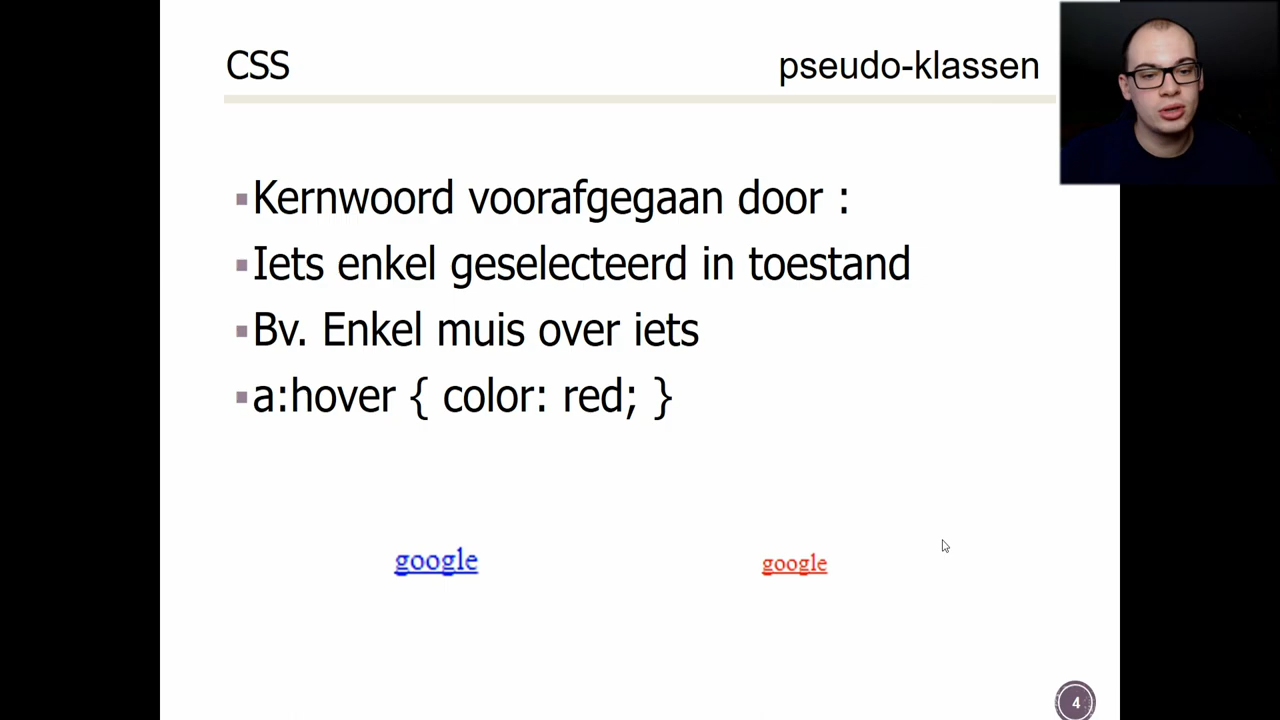 CSS
pseudo-klassen
Kernwoord voorafgegaan door :
Iets enkel geselecteerd in toestand
Bv. Enkel muis over iets
a:hover { color: red; }
google
google
4